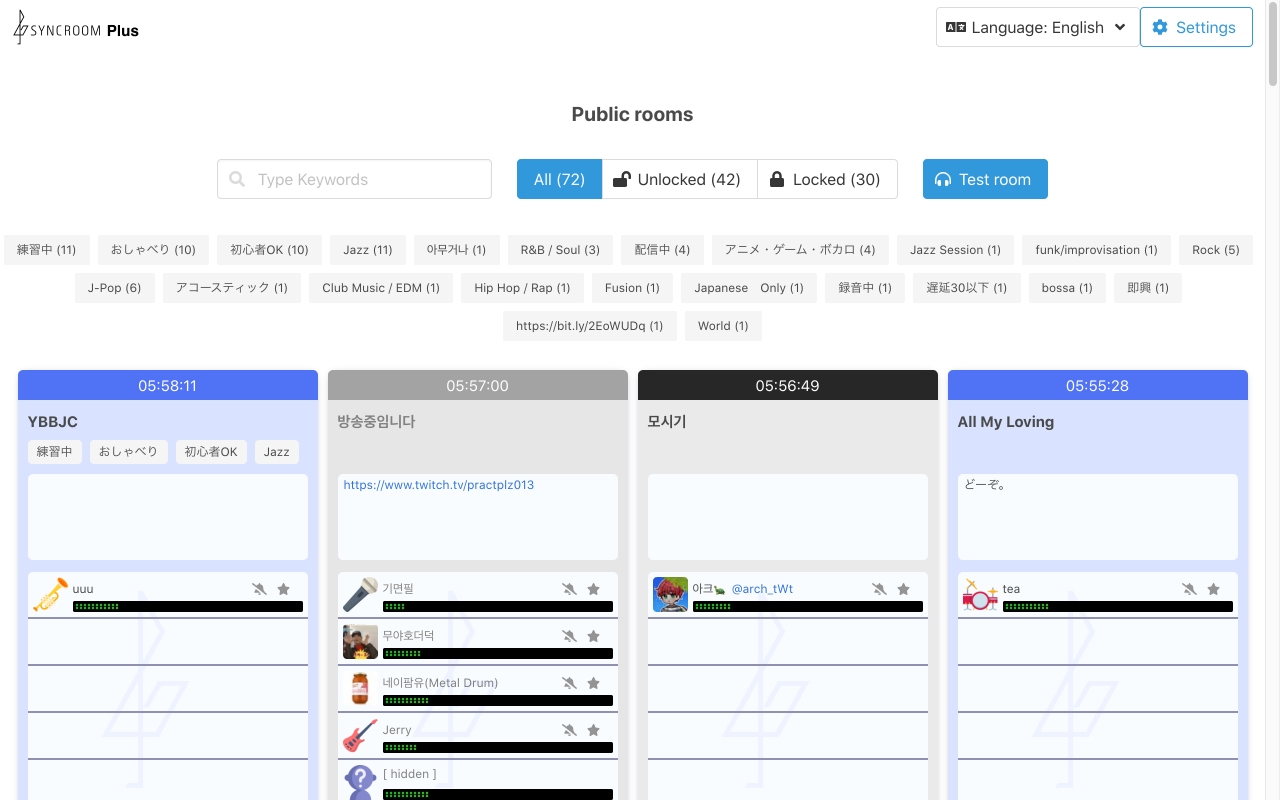 SYNCROOM Plus
Language: English
Settings
Public rooms
Type Keywords
All (72)
Unlocked (42)
Locked (30)
Test room
練習中 (11)
おしゃべり (10)
初心者OK (10)
Jazz (11)
아무거나 (1)
R&B / Soul (3)
配信中 (4)
アニメ・ゲーム・ボカロ (4)
Jazz Session (1)
funk/improvisation (1)
Rock (5)
J-Pop (6)
アコースティック (1)
Club Music / EDM (1)
Hip Hop / Rap (1)
Fusion (1)
Japanese　Only (1)
録音中 (1)
遅延30以下 (1)
bossa (1)
即興 (1)
https://bit.ly/2EoWUDq (1)
World (1)
05:58:11
YBBJC
練習中
おしゃべり
初心者OK
Jazz
uuu
05:57:00
방송중임니다
https://www.twitch.tv/practplz013
기면필
무야호더덕
네이팜유(Metal Drum)
Jerry
[ hidden ]
05:56:49
모시기
아크🦕 @arch_tWt
05:55:28
All My Loving
どーぞ。
tea